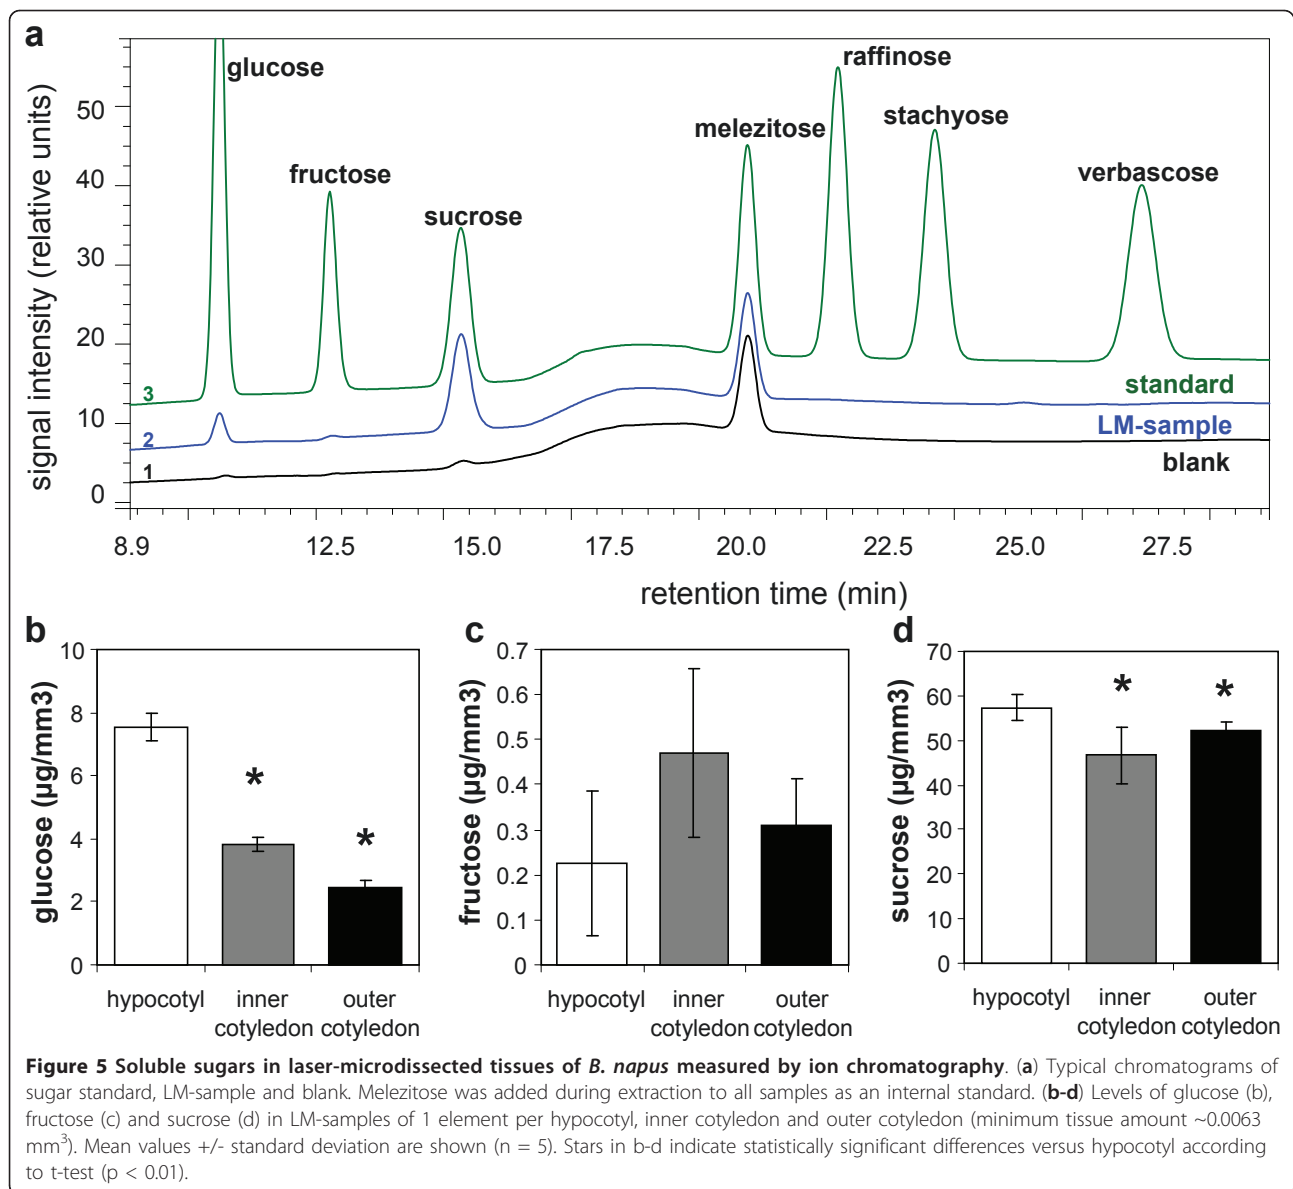 a
glucose
fructose
sucrose
melezitose
raffinose
stachyose
verbascose
signal intensity (relative units)
50
40
30
20
10
0
3
2
1
standard
LM-sample
blank
8.9 12.5 15.0 17.5 20.0 22.5 25.0 27.5
retention time (min)
b
glucose (µg/mm3)
10
8
6
4
2
0
*
*
hypocotyl inner outer
cotyledon cotyledon
c
fructose (µg/mm3)
0.7
0.6
0.5
0.4
0.3
0.2
0.1
0
hypocotyl inner outer
cotyledon cotyledon
d
sucrose (µg/mm3)
70
60
50
40
30
20
10
0
*
*
hypocotyl inner outer
cotyledon cotyledon
Figure 5 Soluble sugars in laser-microdissected tissues of B. napus measured by ion chromatography. (a) Typical chromatograms of
sugar standard, LM-sample and blank. Melezitose was added during extraction to all samples as an internal standard. (b-d) Levels of glucose (b),
fructose (c) and sucrose (d) in LM-samples of 1 element per hypocotyl, inner cotyledon and outer cotyledon (minimum tissue amount ~0.0063
mm³). Mean values +/- standard deviation are shown (n = 5). Stars in b-d indicate statistically significant differences versus hypocotyl according
to t-test (p < 0.01).